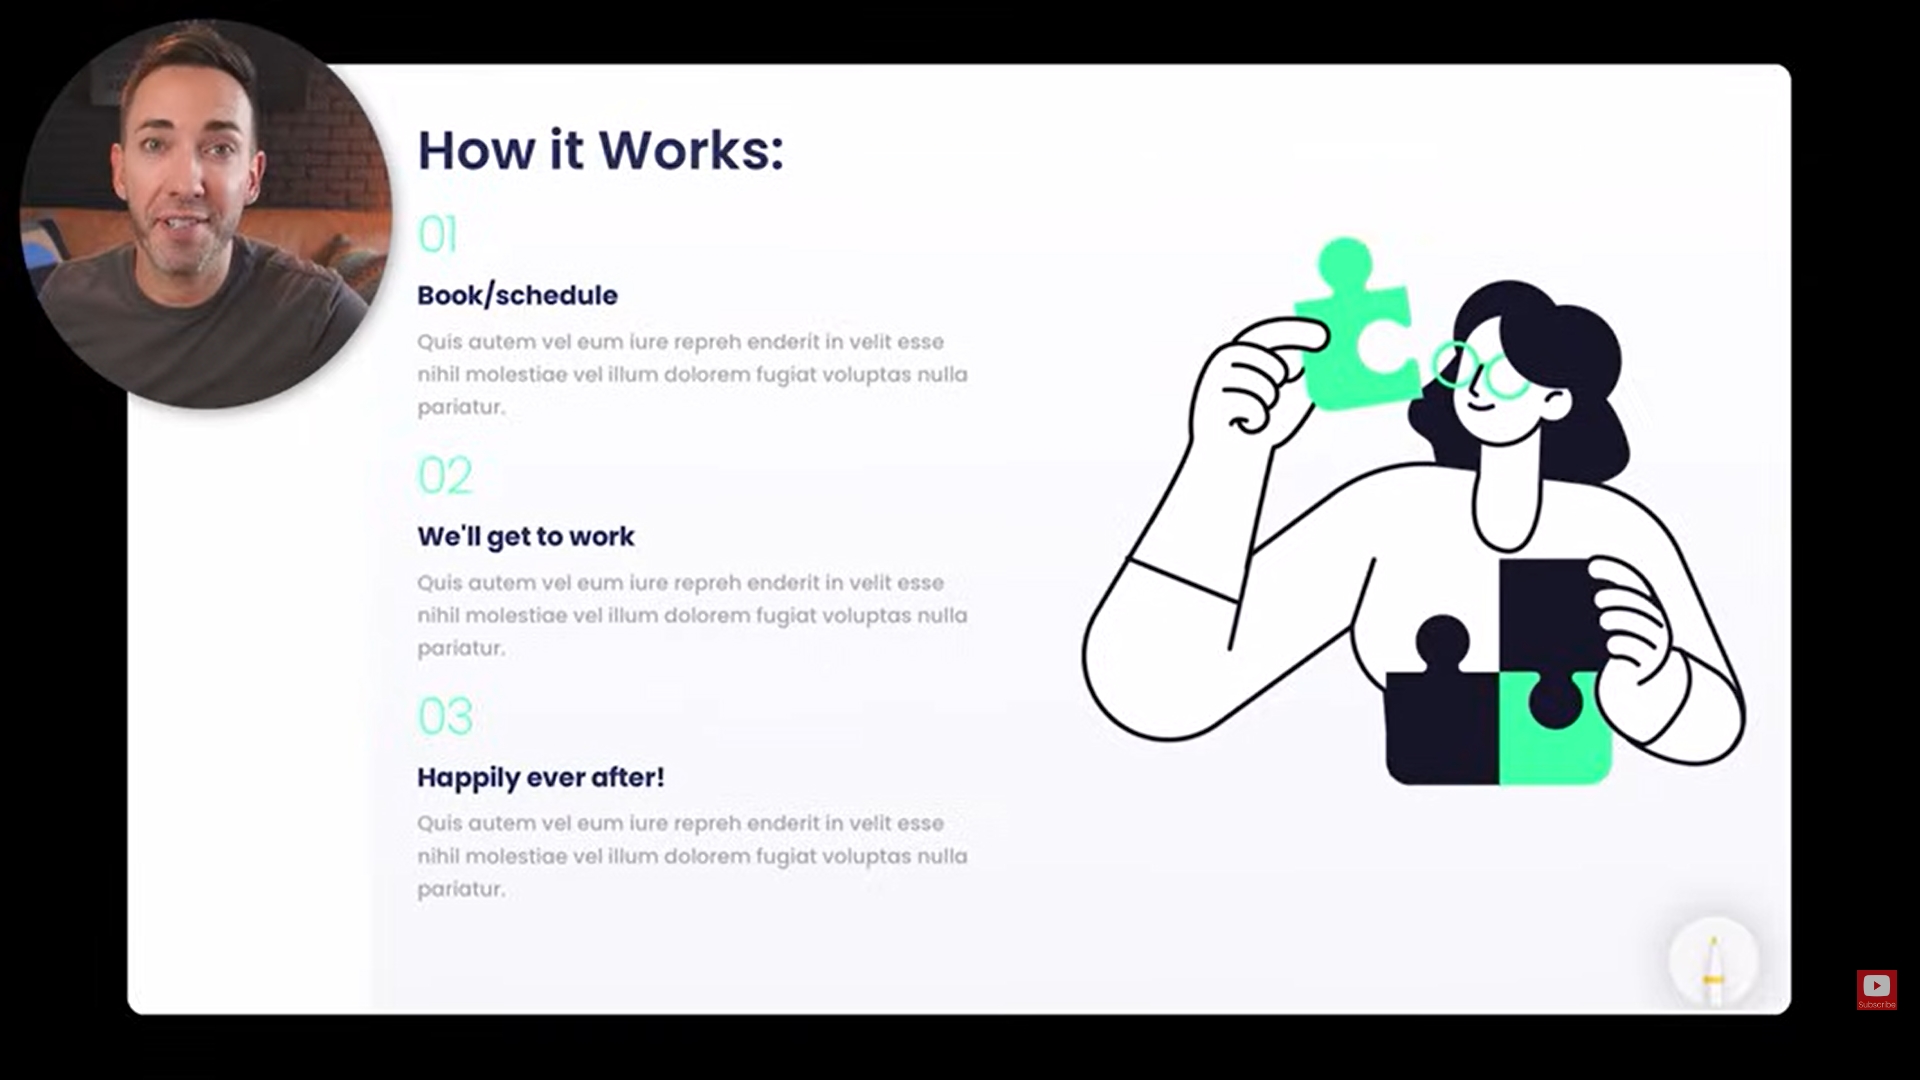 How it Works:
01
Book/schedule
Quis autem vel eum iure repreh enderit in velit esse
nihil molestiae vel illum dolorem fugiat voluptas nulla
pariatur.
02
We'll get to work
Quis autem vel eum iure repreh enderit in velit esse
nihil molestiae vel illum dolorem fugiat voluptas nulla
pariatur.
03
Happily ever after!
Quis autem vel eum iure repreh enderit in velit esse
nihil molestiae vel illum dolorem fugiat voluptas nulla
pariatur.
Subscribe